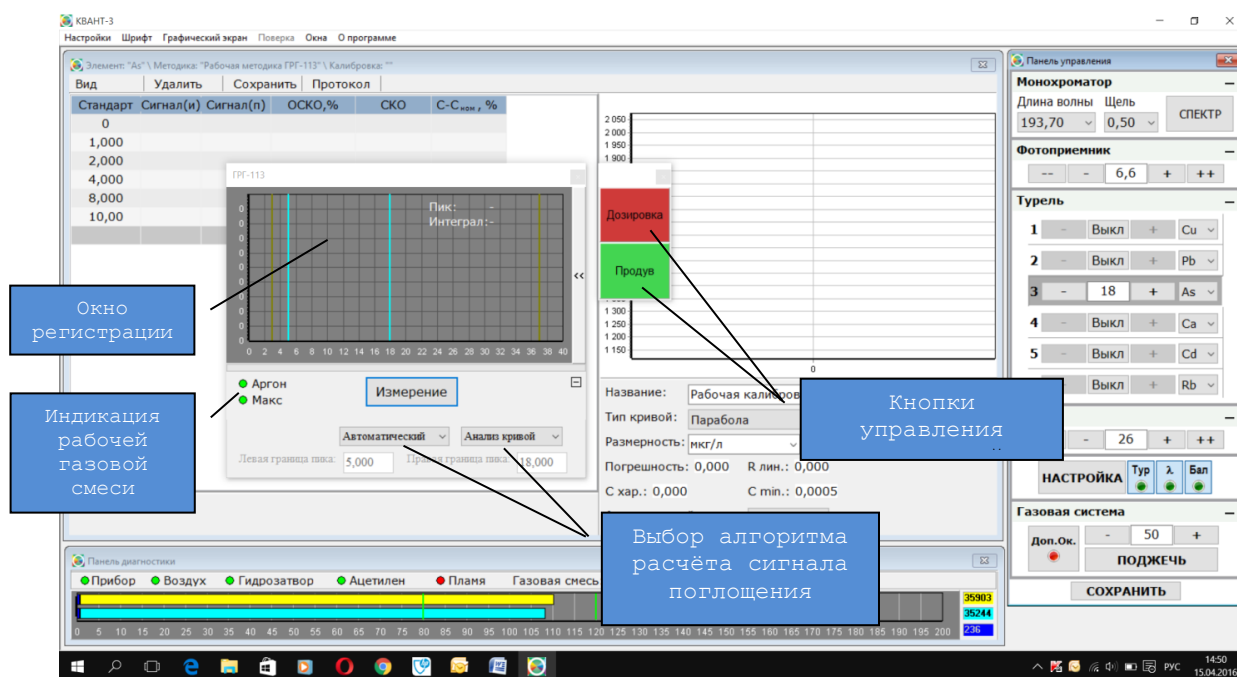 КВАНТ-3
Настройки Шрифт Графический экран Поверка Окна О программе
Элемент: "As" \ Методика: "Рабочая методика ГРГ-113" \ Калибровка: ""
Вид Удалить Сохранить Протокол
Стандарт Сигнал(и) Сигнал(п) ОСКО,% СКО С-Сном, %
0
1,000
2,000
4,000
8,000
10,00
ГРГ-113
Пик: -
Интеграл:-
0
0
0
0
0
0
0
0
0
0 2 4 6 8 10 12 14 16 18 20 22 24 26 28 30 32 34 36 38 40
<<
Аргон
Макс
Измерение
Автоматический Анализ кривой
Левая граница пика: 5,000 Правая граница пика: 18,000
Дозировка
Продув
2 050
2 000
1 950
1 900
1 300
1 250
1 200
1 150
0
Название: Рабочая калибров
Тип кривой: Парабола
Размерность: мкг/л
Погрешность: 0,000 R лин.: 0,000
С хар.: 0,000 C min.: 0,0005
Окно
регистрации
Индикация
рабочей
газовой
смеси
Кнопки
управления
Выбор алгоритма
расчёта сигнала
поглощения
Панель диагностики
Прибор Воздух Гидрозатвор Ацетилен Пламя Газовая смесь
35903
35244
236
0 5 10 15 20 25 30 35 40 45 50 55 60 65 70 75 80 85 90 95 100 105 110 115 120 125 130 135 140 145 150 155 160 165 170 175 180 185 190 195 200
Панель управления
Монохроматор
Длина волны Щель
193,70 0,50 СПЕКТР
Фотоприемник
-- - 6,6 + ++
Турель
1 - Выкл + Cu
2 - Выкл + Pb
3 - 18 + As
4 - Выкл + Ca
5 - Выкл + Cd
Выкл + Rb
- 26 + ++
НАСТРОЙКА Тур λ Бал
Газовая система
Доп.Ок. - 50 +
ПОДЖЕЧЬ
СОХРАНИТЬ
РУС 14:50
15.04.2016